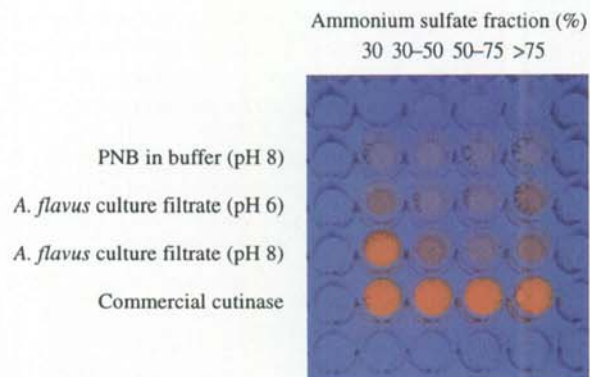 Ammonium sulfate fraction (%)
30 30–50 50–75 >75
PNB in buffer (pH 8)
A. flavus culture filtrate (pH 6)
A. flavus culture filtrate (pH 8)
Commercial cutinase